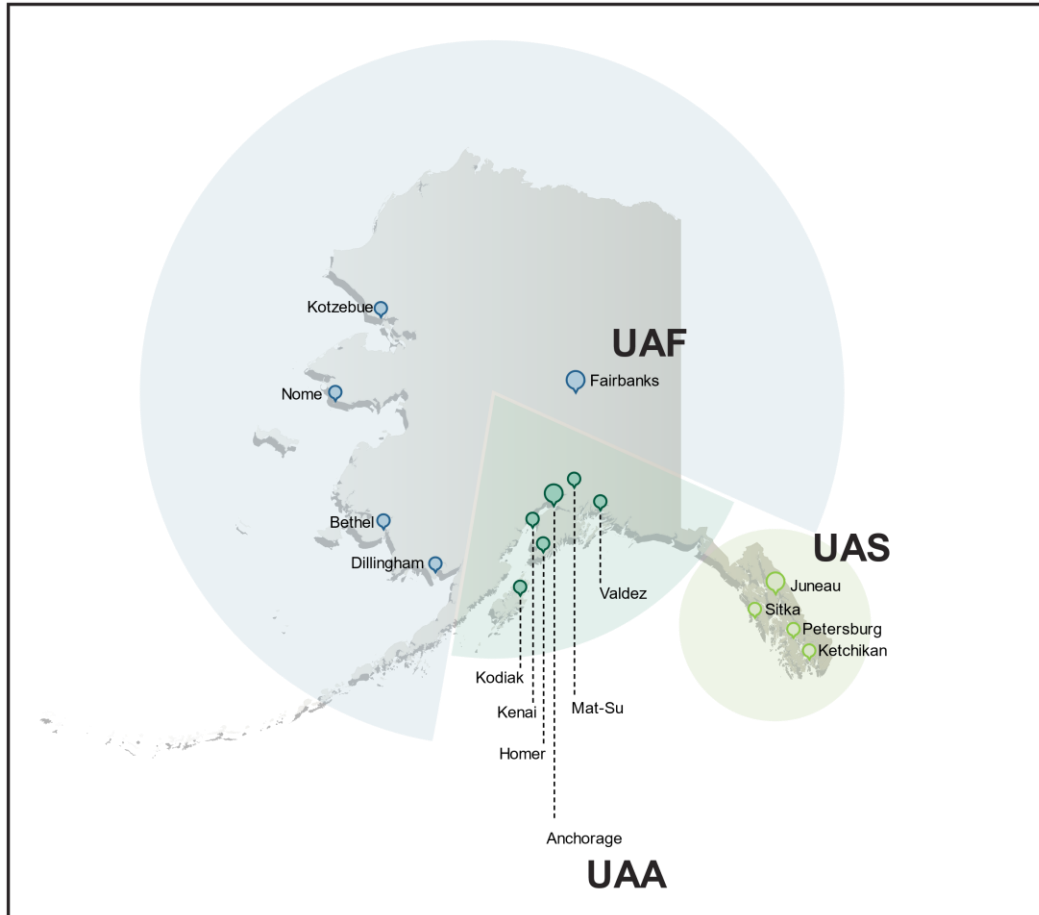 Kotzebue
UAF
Fairbanks
Nome
Bethel
UAS
Dillingham
Juneau
Valdez
Sitka
Petersburg
Ketchikan
Kodiak
Kenai
Mat-Su
Homer
Anchorage
UAA